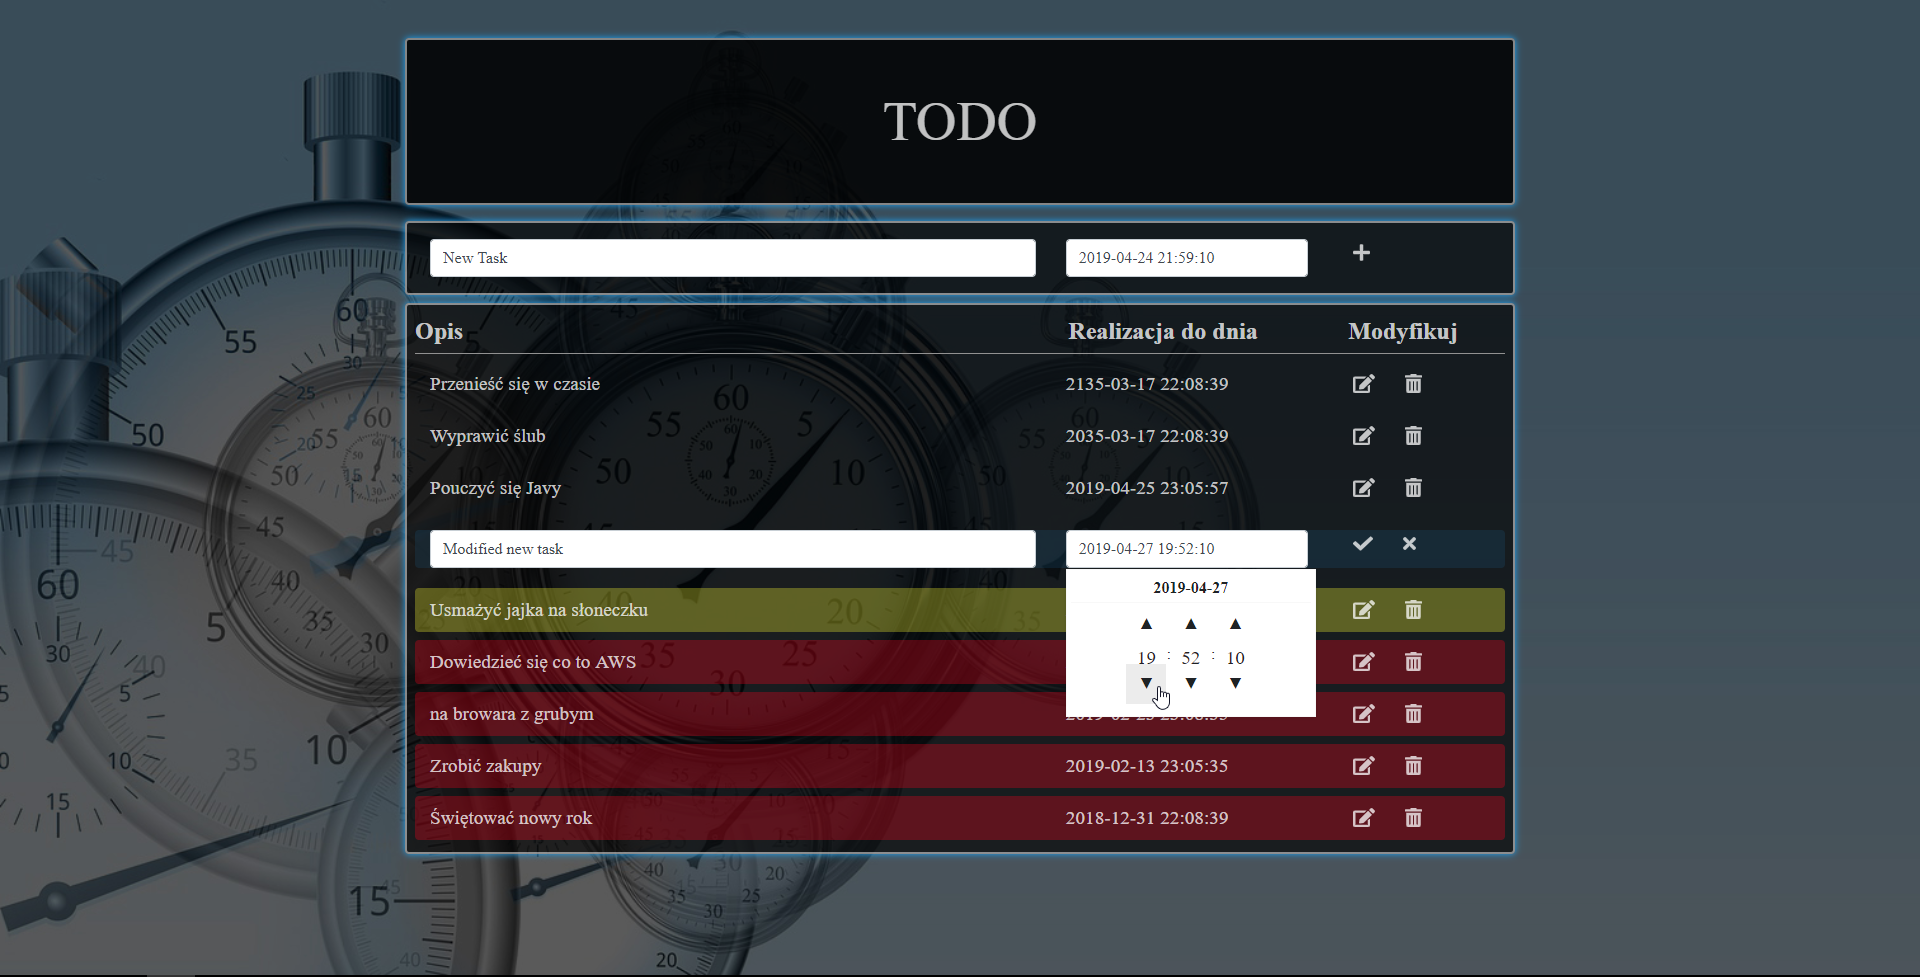 TODO
New Task 2019-04-24 21:59:10
Opis Realizacja do dnia Modyfikuj
Przenieść się w czasie 2135-03-17 22:08:39
Wyprawić ślub 2035-03-17 22:08:39
Pouczyć się Javy 2019-04-25 23:05:57
Modified new task 2019-04-27 19:52:10
2019-04-27
19 : 52 : 10
Usmażyć jajka na słoneczku
Dowiedzieć się co to AWS
na browara z grubym
Zrobić zakupy 2019-02-13 23:05:35
Świętować nowy rok 2018-12-31 22:08:39